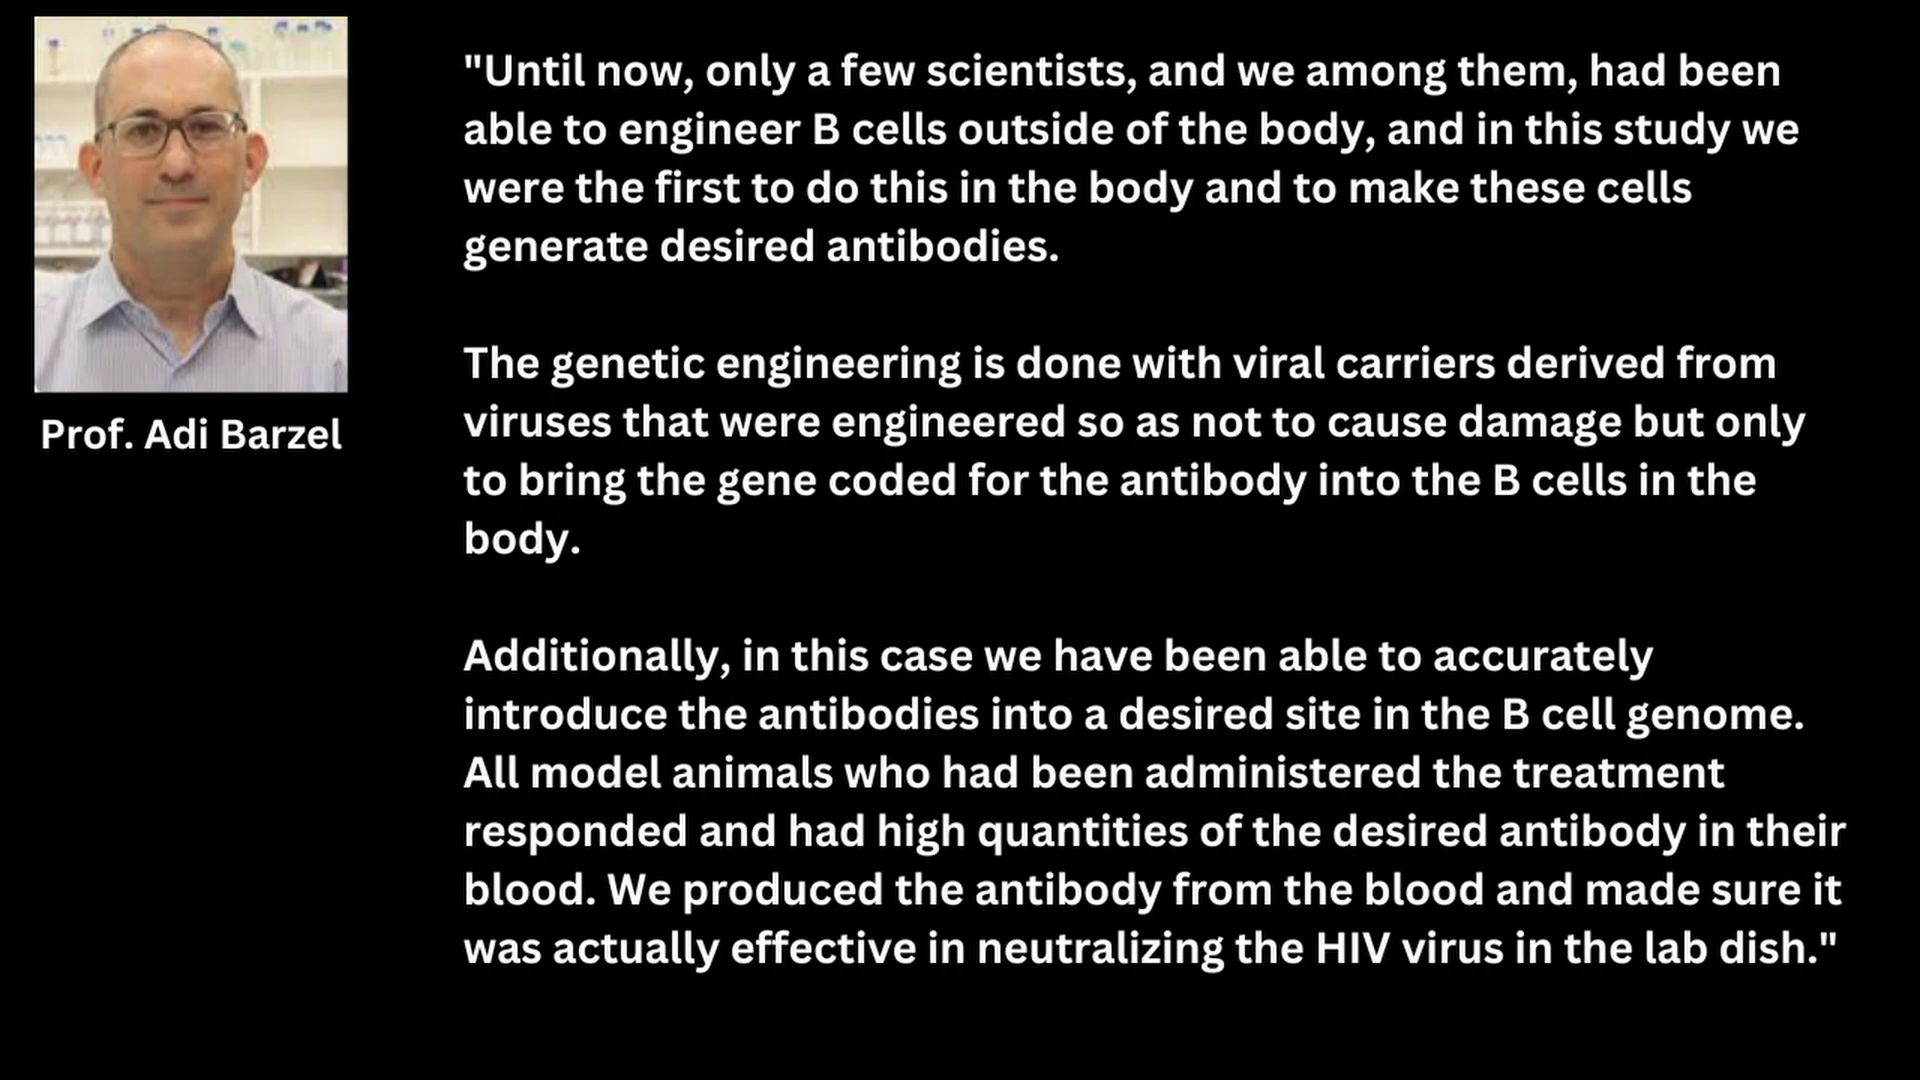 Prof. Adi Barzel
"Until now, only a few scientists, and we among them, had been
able to engineer B cells outside of the body, and in this study we
were the first to do this in the body and to make these cells
generate desired antibodies.
The genetic engineering is done with viral carriers derived from
viruses that were engineered so as not to cause damage but only
to bring the gene coded for the antibody into the B cells in the
body.
Additionally, in this case we have been able to accurately
introduce the antibodies into a desired site in the B cell genome.
All model animals who had been administered the treatment
responded and had high quantities of the desired antibody in their
blood. We produced the antibody from the blood and made sure it
was actually effective in neutralizing the HIV virus in the lab dish."